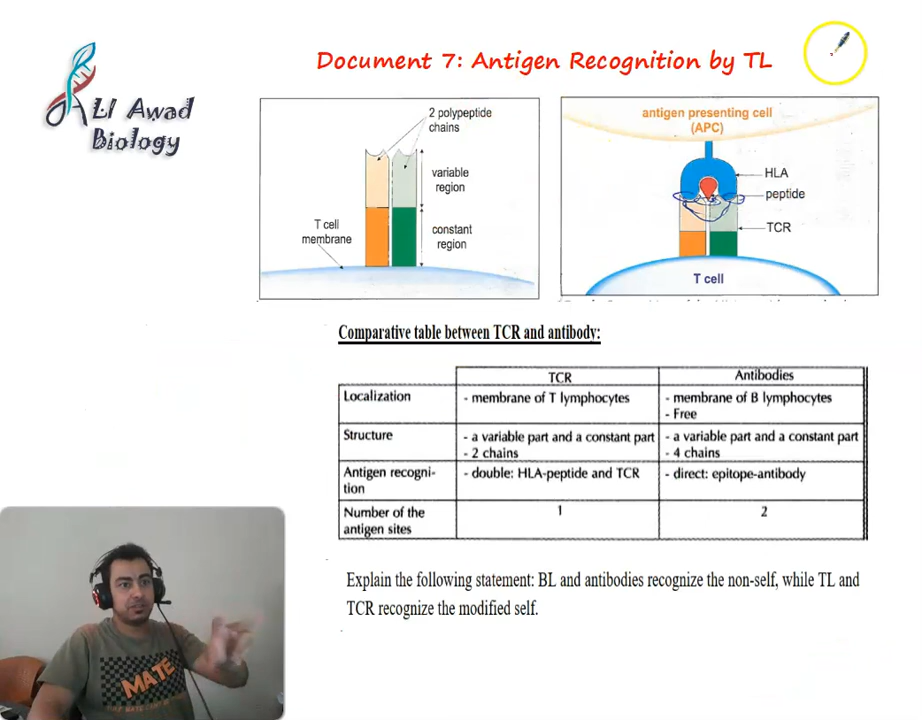 Document 7: Antigen Recognition by TL
ALI Awad
Biology
2 polypeptide
chains
variable
region
T cell
membrane
constant
region
antigen presenting cell
(APC)
HLA
peptide
TCR
T cell
Comparative table between TCR and antibody:
TCR Antibodies
Localization - membrane of T lymphocytes - membrane of B lymphocytes
- Free
Structure - a variable part and a constant part - a variable part and a constant part
- 2 chains - 4 chains
Antigen recogni- - double: HLA-peptide and TCR - direct: epitope-antibody
tion
Number of the 1 2
antigen sites
Explain the following statement: BL and antibodies recognize the non-self, while TL and
TCR recognize the modified self.
MATE